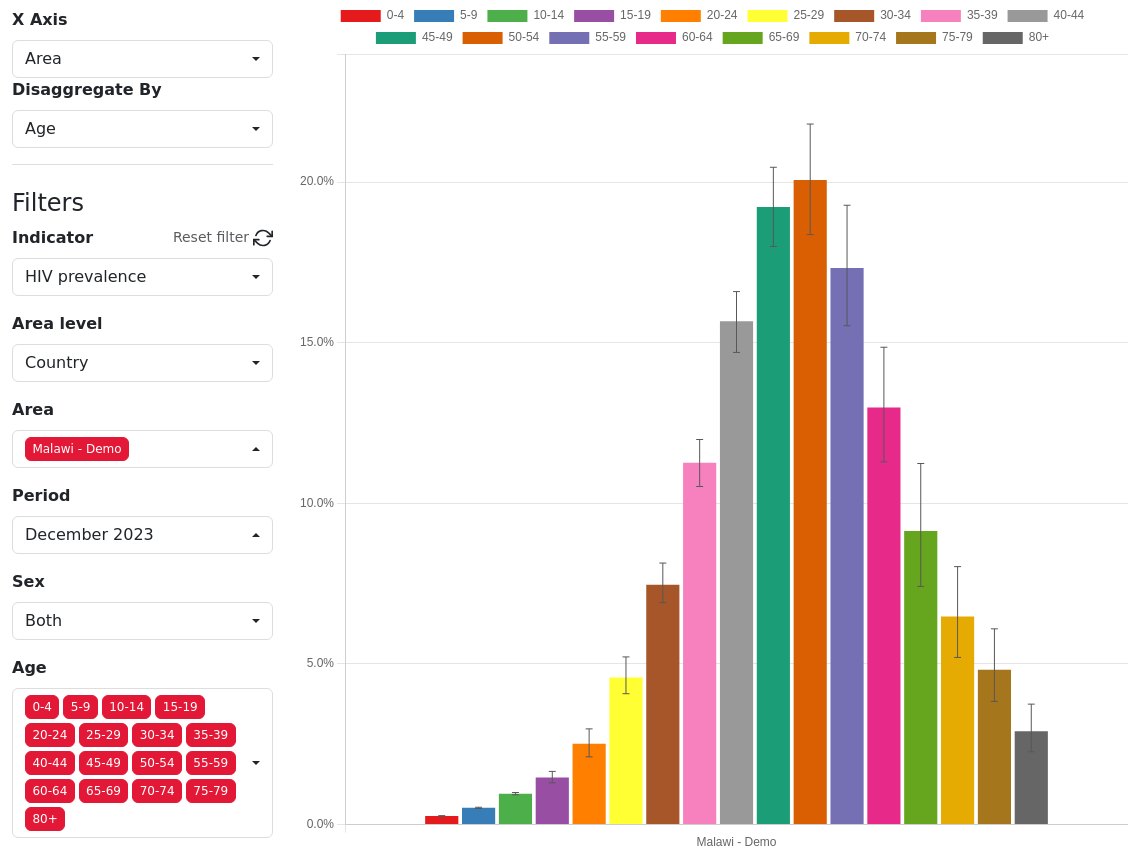 X Axis
Area
Disaggregate By
Age
Filters
Indicator Reset filter
HIV prevalence
Area level
Country
Area
Malawi - Demo
Period
December 2023
Sex
Both
Age
0-4 5-9 10-14 15-19
20-24 25-29 30-34 35-39
40-44 45-49 50-54 55-59
60-64 65-69 70-74 75-79
80+
0-4 5-9 10-14 15-19 20-24 25-29 30-34 35-39 40-44
45-49 50-54 55-59 60-64 65-69 70-74 75-79 80+
20.0%
15.0%
10.0%
5.0%
0.0%
Malawi - Demo